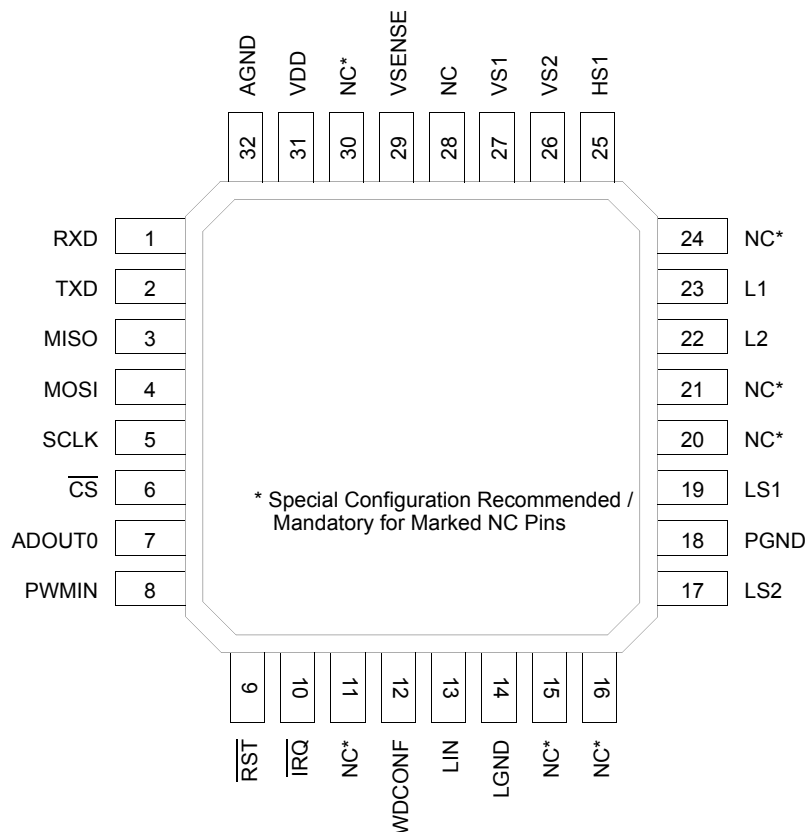 AGND
VDD
NC*
VSENSE
NC
VS1
VS2
HS1
32
31
30
29
28
27
26
25
RXD 1
TXD 2
MISO 3
MOSI 4
SCLK 5
CS 6
ADOUT0 7
PWMIN 8
24 NC*
23 L1
22 L2
21 NC*
20 NC*
19 LS1
18 PGND
17 LS2
* Special Configuration Recommended /
Mandatory for Marked NC Pins
9
10
11
12
13
14
15
16
RST
IRQ
NC*
WDCONF
LIN
LGND
NC*
NC*